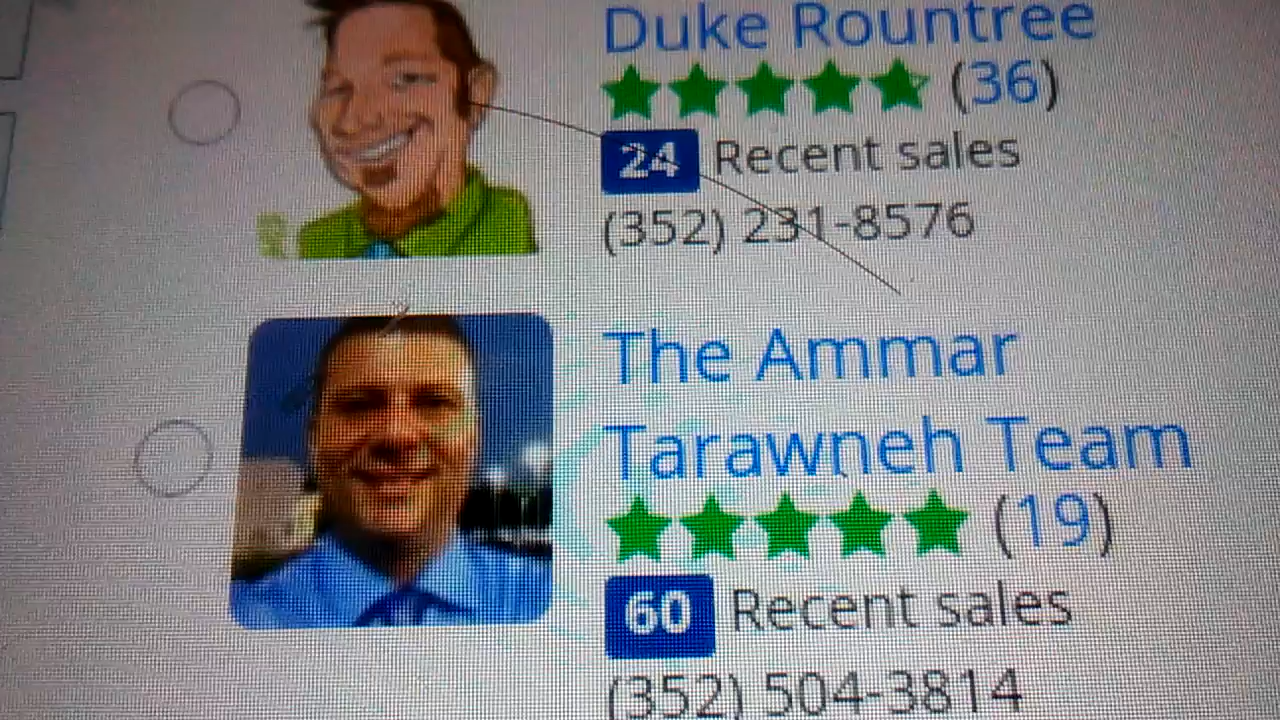 Duke Rountree
(36)
24 Recent sales
(352) 231-8576
The Ammar
Tarawneh Team
(19)
60 Recent sales
(352) 504-3814